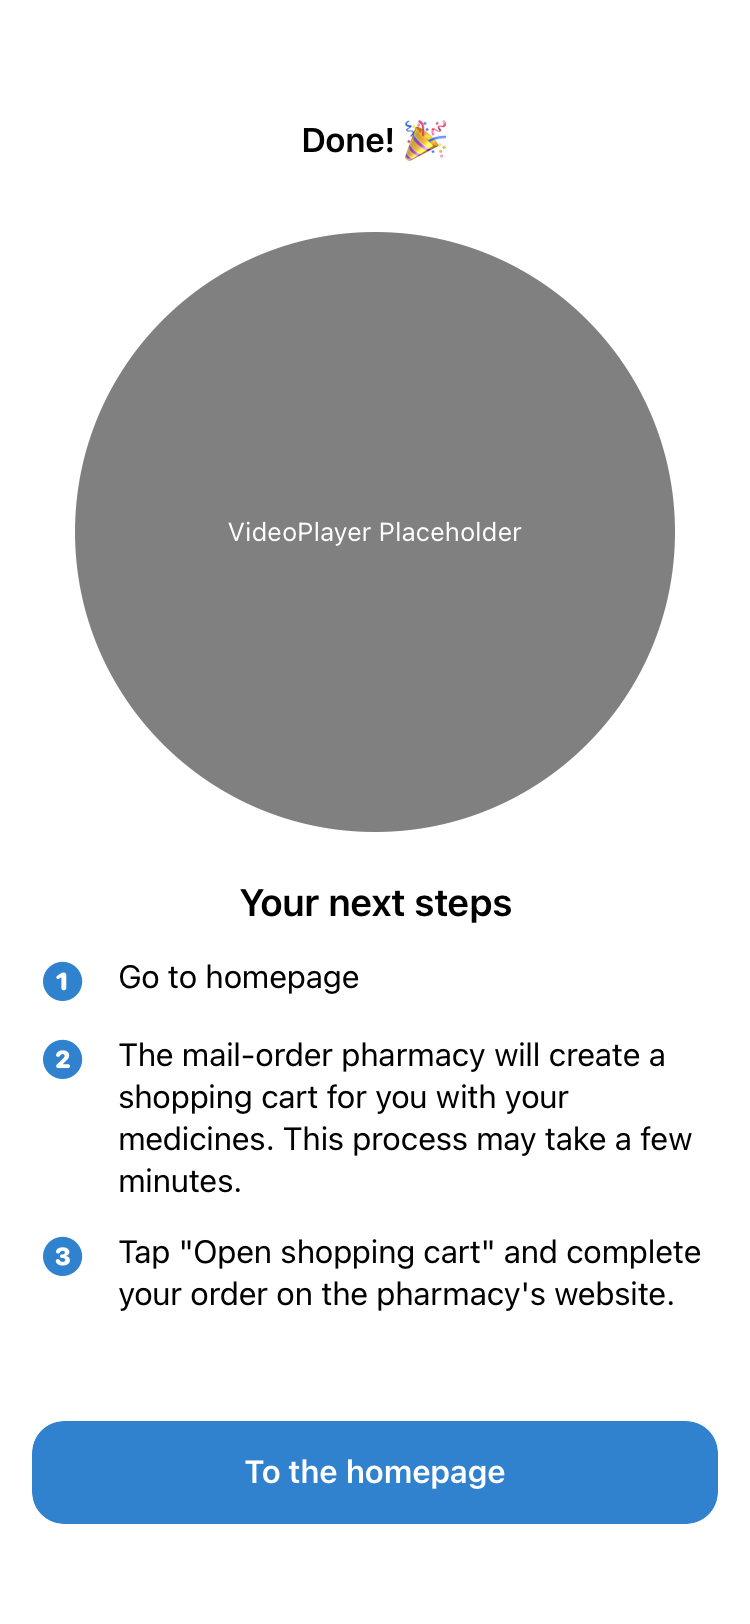 Done! 🎉
VideoPlayer Placeholder
Your next steps
1 Go to homepage
2 The mail-order pharmacy will create a
shopping cart for you with your
medicines. This process may take a few
minutes.
3 Tap "Open shopping cart" and complete
your order on the pharmacy's website.
To the homepage